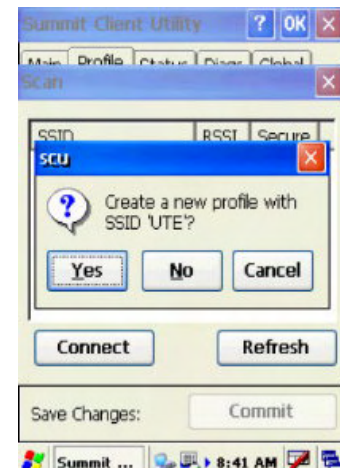 Summit Client Utility ? OK
Main Profile Status Diags Global
Scan
SSID RSSI Secure
scu
Create a new profile with
SSID 'UTE'?
Yes No Cancel
Connect Refresh
Save Changes: Commit
Summit ... 8:41 AM